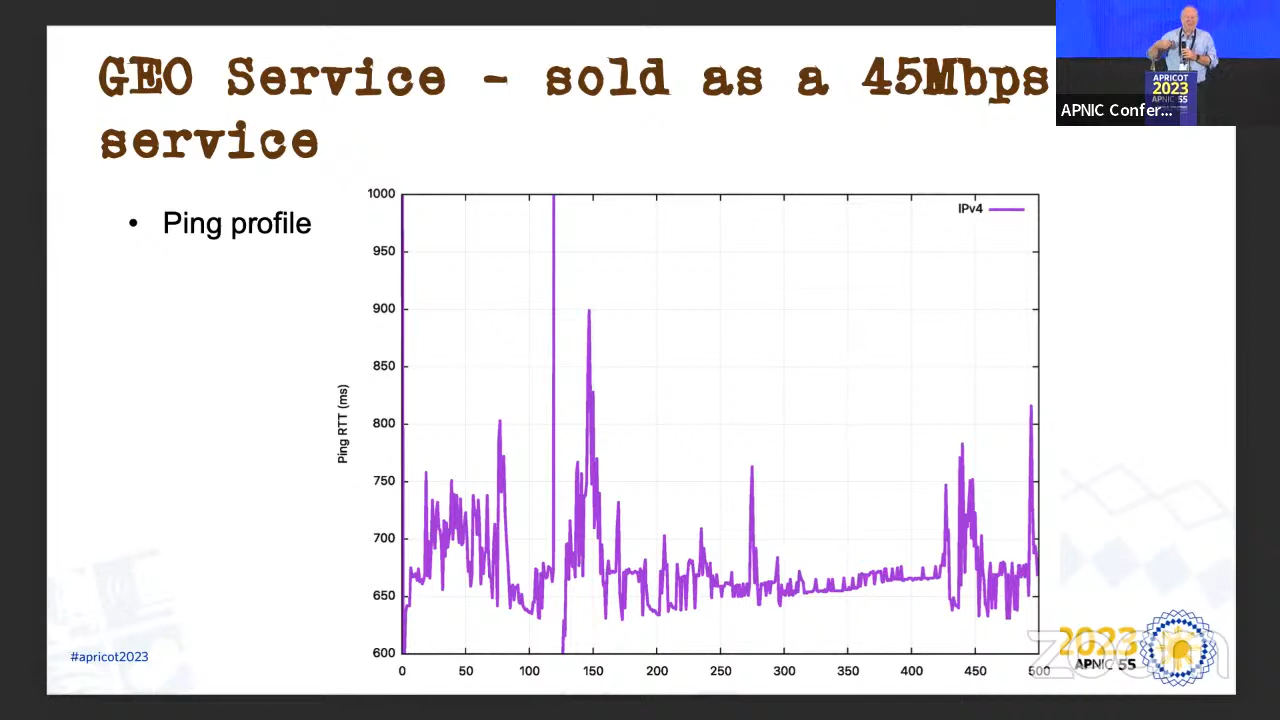 GEO Service - sold as a 45Mbps
service
APRICOT
2023
APNIC 55
APNIC Confer...
• Ping profile
IPv4
1000
950
900
850
800
750
700
650
600
Ping RTT (ms)
0 50 100 150 200 250 300 350 400 450 500
#apricot2023
2023
APNIC 55
zoom